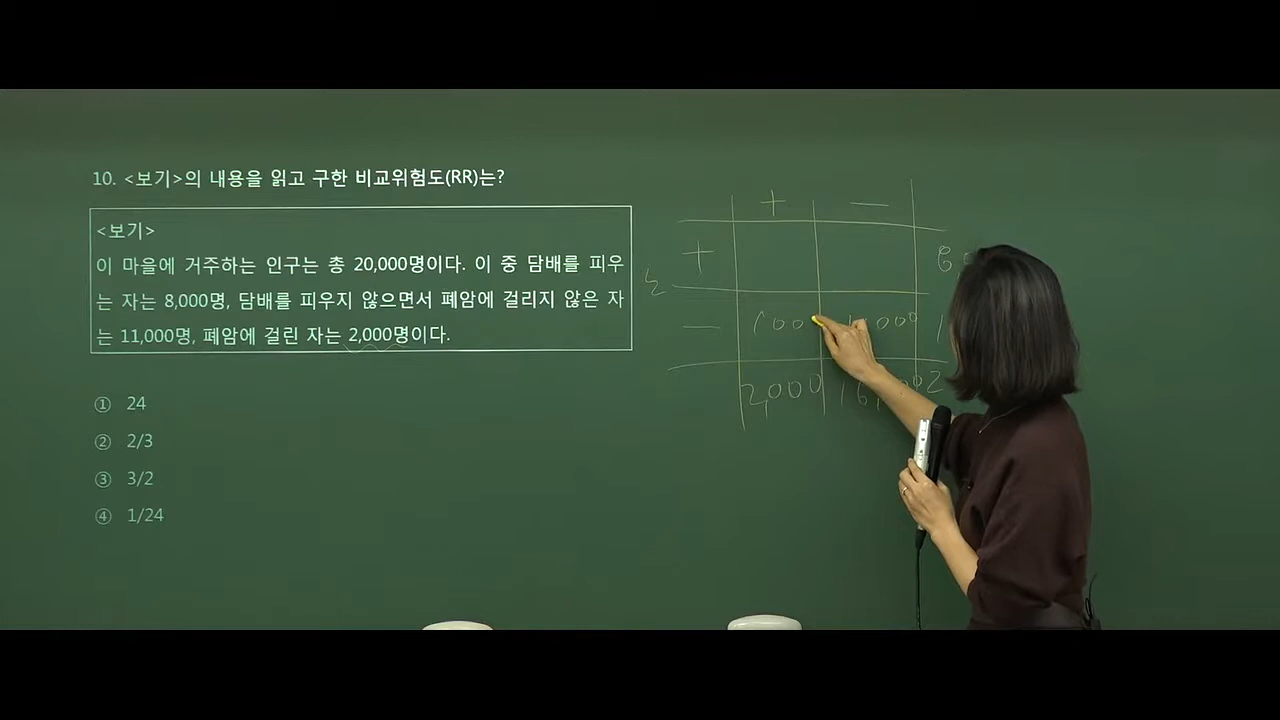 10. <보기>의 내용을 읽고 구한 비교위험도(RR)는?
<보기>
이 마을에 거주하는 인구는 총 20,000명이다. 이 중 담배를 피우
는 자는 8,000명, 담배를 피우지 않으면서 폐암에 걸리지 않은 자
는 11,000명, 폐암에 걸린 자는 2,000명이다.
① 24
② 2/3
③ 3/2
④ 1/24
+ −
+
− 100
2,000